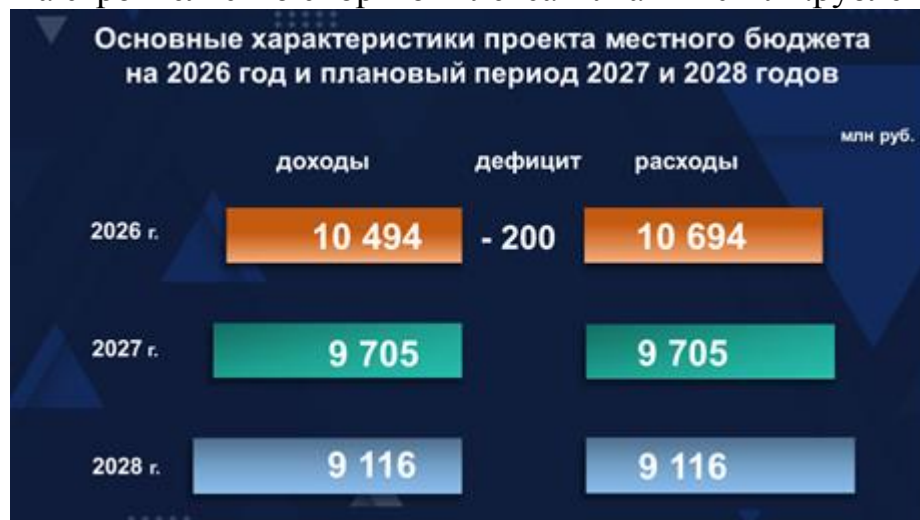 Основные характеристики проекта местного бюджета
на 2026 год и плановый период 2027 и 2028 годов
млн руб.
доходы дефицит расходы
2026 г. 10 494 - 200 10 694
2027 г. 9 705 9 705
2028 г. 9 116 9 116